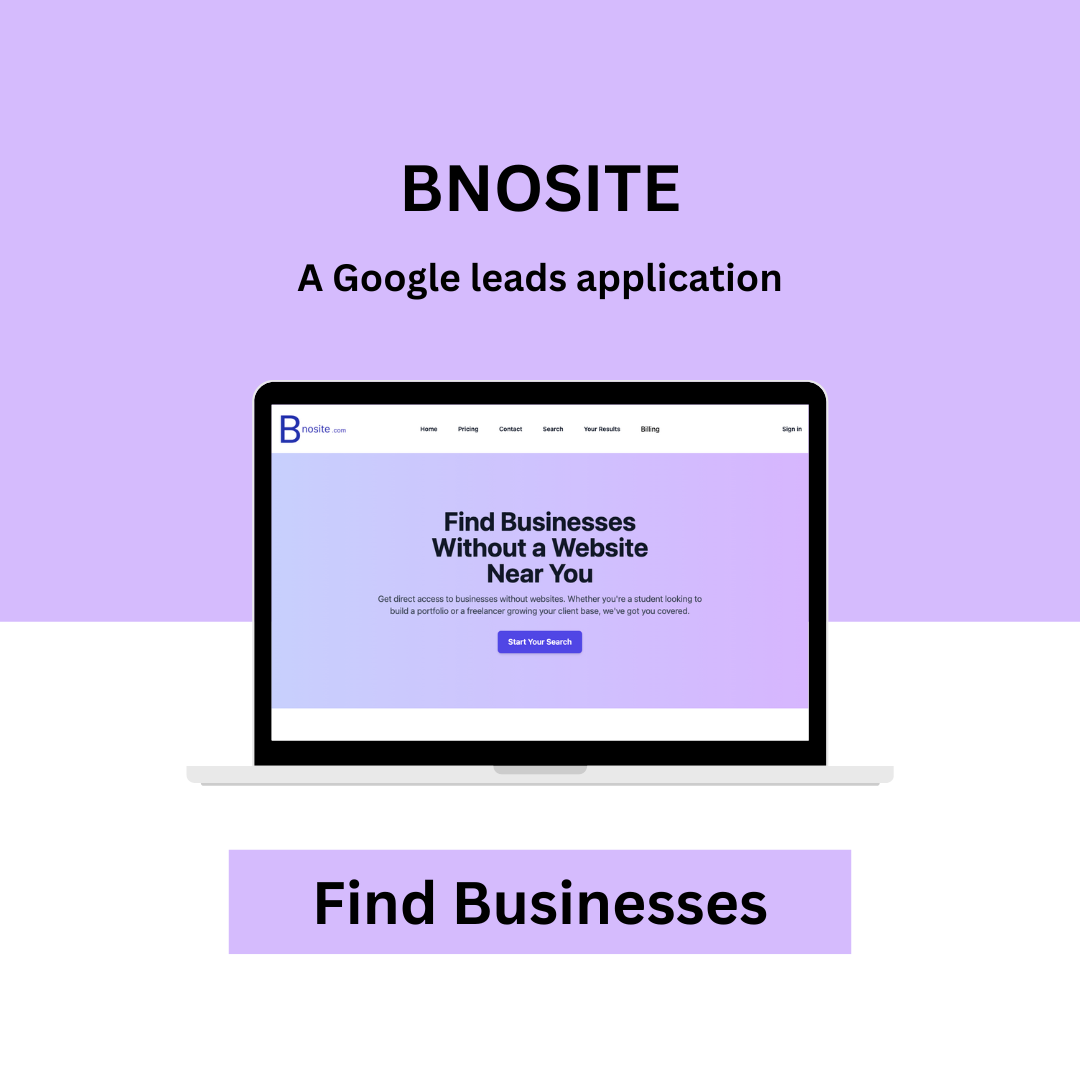 BNOSITE
A Google leads application
Bnosite.com
Home Pricing Contact Search Your Results Billing Sign In
Find Businesses
Without a Website
Near You
Get direct access to businesses without websites. Whether you're a student looking to
build a portfolio or a freelancer growing your client base, we've got you covered.
Start Your Search
Find Businesses